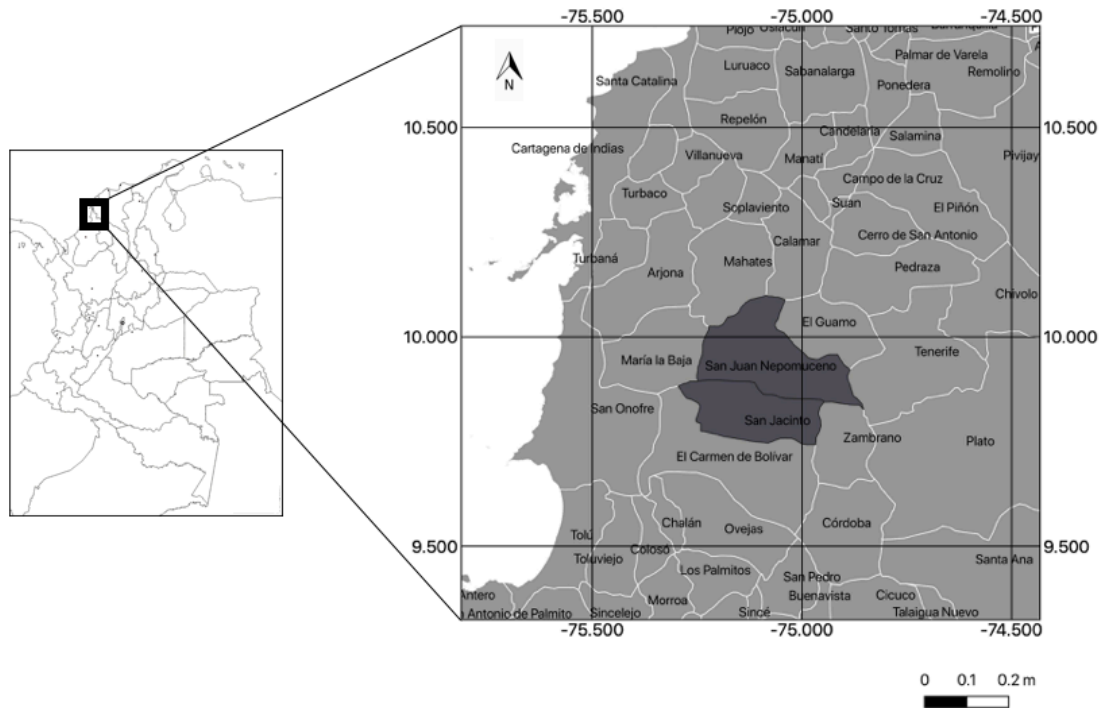 -75.500 -75.000 -74.500
Piojó Usiacurí Santo Tomás
Palmar de Varela
Luruaco Sabanalarga Remolino
Santa Catalina Ponedera
N
Repelón
10.500 10.500
Candelaria Salamina
Cartagena de Indias
Villanueva Manatí Pivijay
Campo de la Cruz
Turbaco Suan
Soplaviento El Piñón
Calamar Cerro de San Antonio
Turbaná Mahates Pedraza
Arjona
Chivolo
El Guamo
10.000 10.000
María la Baja Tenerife
San Juan Nepomuceno
San Onofre
San Jacinto
Zambrano Plato
El Carmen de Bolívar
Chalán Ovejas Córdoba
Tolú
9.500 9.500
Colosó
Toluviejo Santa Ana
Los Palmitos
San Pedro
Antero Morroa Buenavista Cicuco
Antonio de Palmito Sincelejo Sincé Talaigua Nuevo
-75.500 -75.000 -74.500
0 0.1 0.2 m